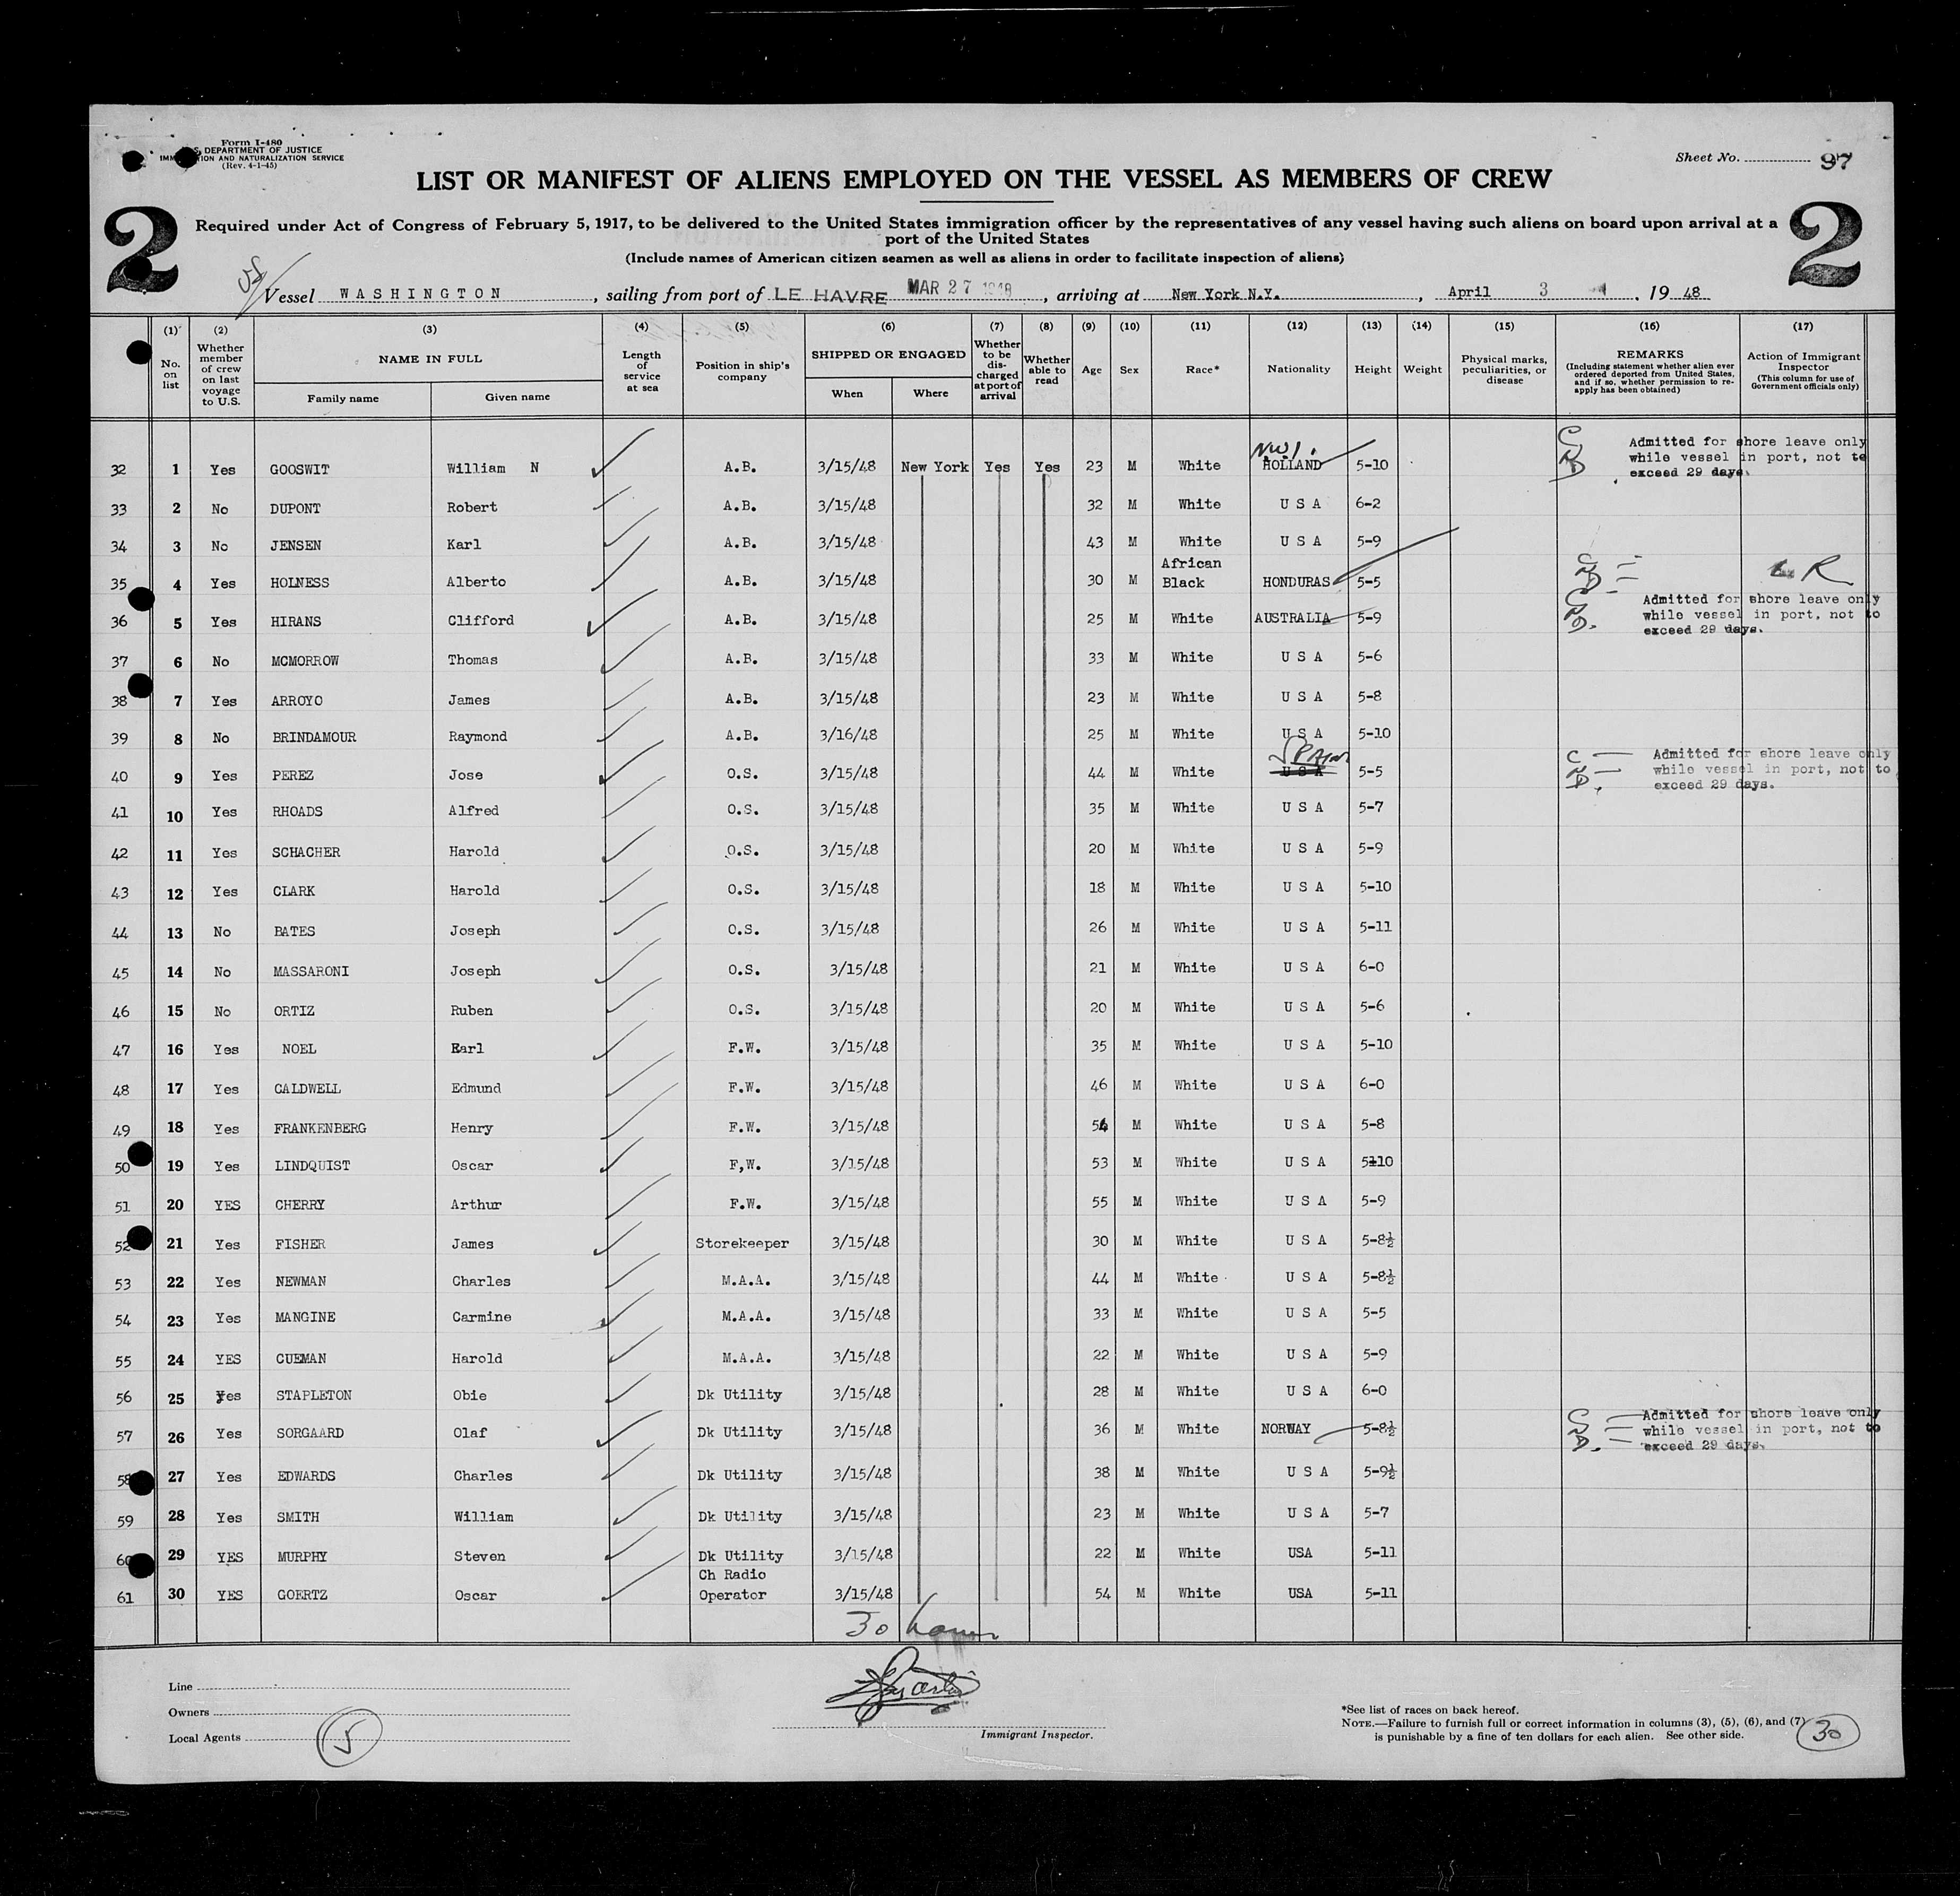 Form I-480
DEPARTMENT OF JUSTICE
IMMIGRATION AND NATURALIZATION SERVICE
(Rev. 4-1-45)
Sheet No. 97
LIST OR MANIFEST OF ALIENS EMPLOYED ON THE VESSEL AS MEMBERS OF CREW
2 2
Required under Act of Congress of February 5, 1917, to be delivered to the United States immigration officer by the representatives of any vessel having such aliens on board upon arrival at a
port of the United States
(Include names of American citizen seamen as well as aliens in order to facilitate inspection of aliens)
Vessel WASHINGTON, sailing from port of LE HAVRE MAR 27 1948, arriving at New York N.Y., April 3, 1948
(1) (2) (3) (4) (5) (6) (7) (8) (9) (10) (11) (12) (13) (14) (15) (16) (17)
No. on list
Whether member of crew on last voyage to U.S.
NAME IN FULL
Family name Given name
Length of service at sea
Position in ship's company
SHIPPED OR ENGAGED
When Where
Whether to be discharged at port of arrival
Whether able to read
Age
Sex
Race*
Nationality
Height
Weight
Physical marks, peculiarities, or disease
REMARKS
(Including statement whether alien ever ordered deported from United States, and if so, whether permission to re-apply has been obtained)
Action of Immigrant Inspector
(This column for use of Government officials only)
32 1 Yes GOOSWIT William N A.B. 3/15/48 New York Yes Yes 23 M White HOLLAND N.W.I. 5-10 Admitted for shore leave only
while vessel in port, not to
exceed 29 days.
33 2 No DUPONT Robert A.B. 3/15/48 32 M White U S A 6-2
34 3 No JENSEN Karl A.B. 3/15/48 43 M White U S A 5-9
35 4 Yes HOLNESS Alberto A.B. 3/15/48 30 M African Black HONDURAS 5-5
36 5 Yes HIRANS Clifford A.B. 3/15/48 25 M White AUSTRALIA 5-9 Admitted for shore leave only
while vessel in port, not to
exceed 29 days.
37 6 No MCMORROW Thomas A.B. 3/15/48 33 M White U S A 5-6
38 7 Yes ARROYO James A.B. 3/15/48 23 M White U S A 5-8
39 8 No BRINDAMOUR Raymond A.B. 3/16/48 25 M White U S A 5-10
40 9 Yes PEREZ Jose O.S. 3/15/48 44 M White U S A SPAIN 5-5 Admitted for shore leave only
while vessel in port, not to
exceed 29 days.
41 10 Yes RHOADS Alfred O.S. 3/15/48 35 M White U S A 5-7
42 11 Yes SCHACHER Harold O.S. 3/15/48 20 M White U S A 5-9
43 12 Yes CLARK Harold O.S. 3/15/48 18 M White U S A 5-10
44 13 No BATES Joseph O.S. 3/15/48 26 M White U S A 5-11
45 14 No MASSARONI Joseph O.S. 3/15/48 21 M White U S A 6-0
46 15 No ORTIZ Ruben O.S. 3/15/48 20 M White U S A 5-6
47 16 Yes NOEL Earl F.W. 3/15/48 35 M White U S A 5-10
48 17 Yes CALDWELL Edmund F.W. 3/15/48 46 M White U S A 6-0
49 18 Yes FRANKENBERG Henry F.W. 3/15/48 54 M White U S A 5-8
50 19 Yes LINDQUIST Oscar F,W. 3/15/48 53 M White U S A 5-10
51 20 YES CHERRY Arthur F.W. 3/15/48 55 M White U S A 5-9
52 21 Yes FISHER James Storekeeper 3/15/48 30 M White U S A 5-8½
53 22 Yes NEWMAN Charles M.A.A. 3/15/48 44 M White U S A 5-8½
54 23 Yes MANGINE Carmine M.A.A. 3/15/48 33 M White U S A 5-5
55 24 YES CUEMAN Harold M.A.A. 3/15/48 22 M White U S A 5-9
56 25 Yes STAPLETON Obie Dk Utility 3/15/48 28 M White U S A 6-0
57 26 Yes SORGAARD Olaf Dk Utility 3/15/48 36 M White NORWAY 5-8½ Admitted for shore leave only
while vessel in port, not to
exceed 29 days.
58 27 Yes EDWARDS Charles Dk Utility 3/15/48 38 M White U S A 5-9½
59 28 Yes SMITH William Dk Utility 3/15/48 23 M White U S A 5-7
60 29 YES MURPHY Steven Dk Utility 3/15/48 22 M White USA 5-11
61 30 YES GOERTZ Oscar Ch Radio Operator 3/15/48 54 M White USA 5-11
30
Line
Owners
Local Agents 5
Immigrant Inspector.
*See list of races on back hereof.
NOTE.—Failure to furnish full or correct information in columns (3), (5), (6), and (7)
is punishable by a fine of ten dollars for each alien. See other side.
30